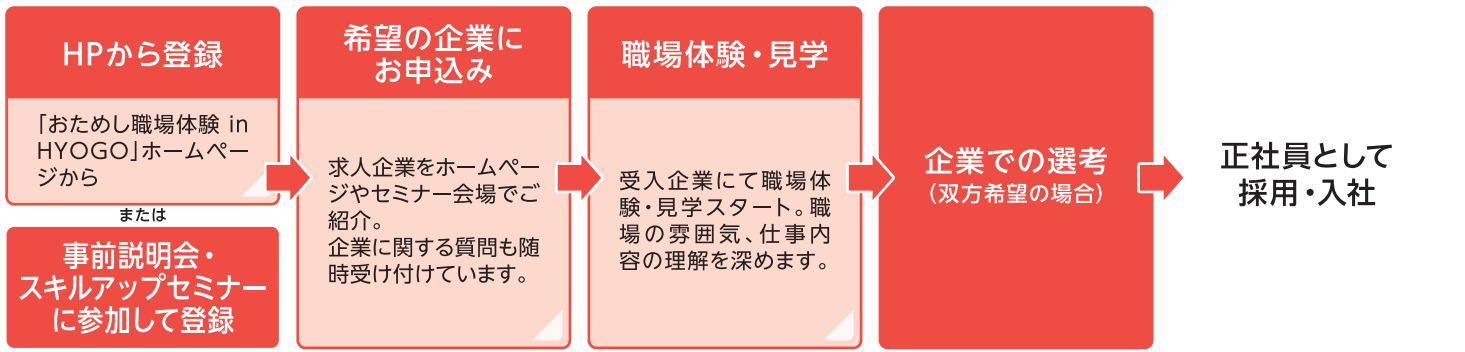 HPから登録
「おためし職場体験 in
HYOGO」ホームペー
ジから
または
事前説明会・
スキルアップセミナー
に参加して登録
希望の企業に
お申込み
求人企業をホームペー
ジやセミナー会場でご
紹介。
企業に関する質問も随
時受け付けています。
職場体験・見学
受入企業にて職場体
験・見学スタート。職
場の雰囲気、仕事内
容の理解を深めます。
企業での選考
(双方希望の場合)
正社員として
採用・入社